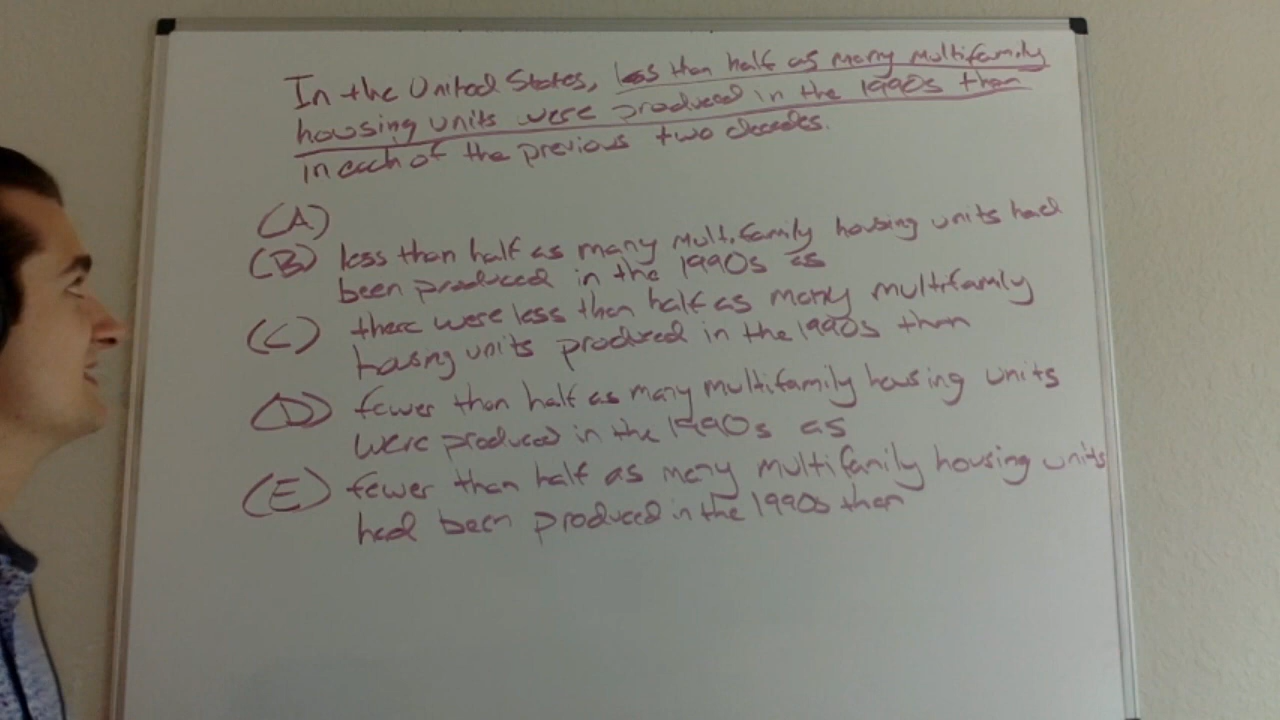 In the United States, less than half as many multifamily
housing units were produced in the 1990s than
in each of the previous two decades.
(A)
(B) less than half as many multifamily housing units had
been produced in the 1990s as
(C) there were less than half as many multifamily
housing units produced in the 1990s than
(D) fewer than half as many multifamily housing units
were produced in the 1990s as
(E) fewer than half as many multifamily housing units
had been produced in the 1990s than